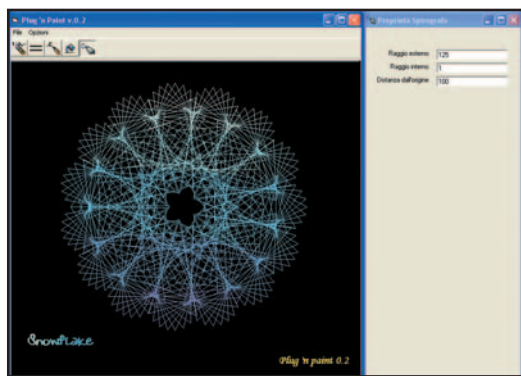 Plug 'n Paint v.0.2
File Opzioni
Snowflake
Plug 'n paint 0.2
Proprietà Spirografo
Raggio esterno 125
Raggio interno 1
Distanza dall'origine 100